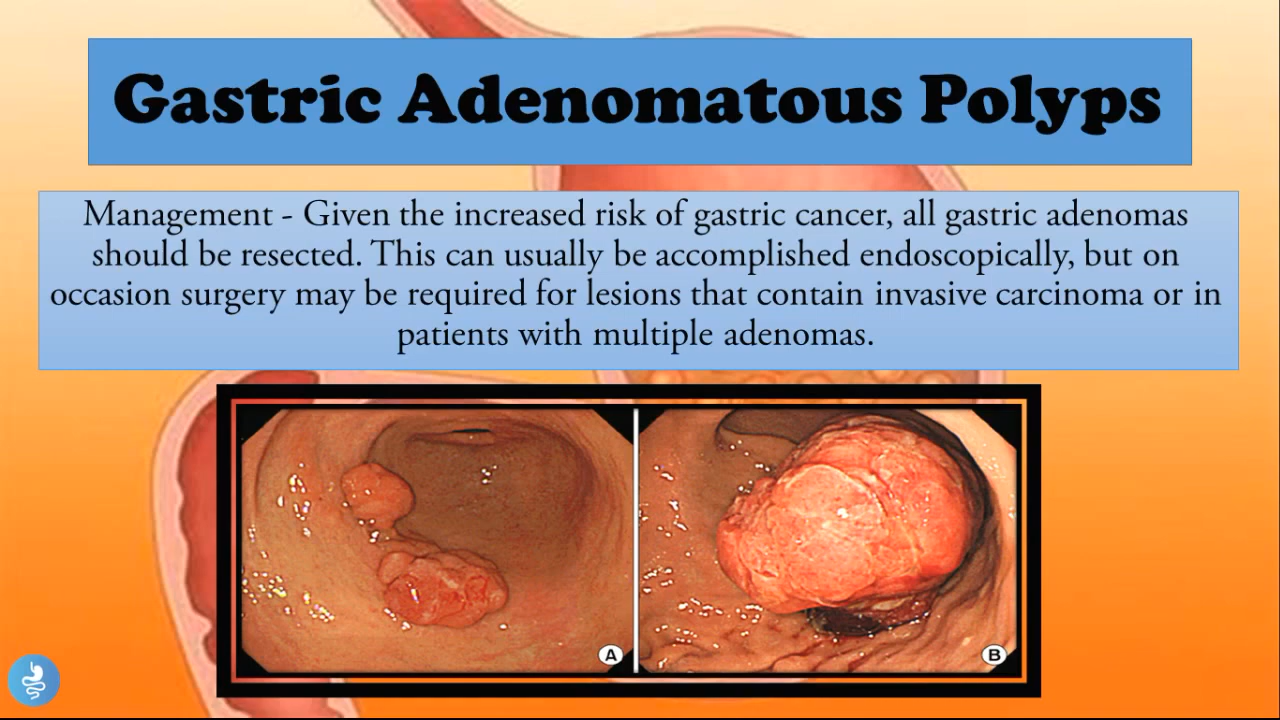 Gastric Adenomatous Polyps
Management - Given the increased risk of gastric cancer, all gastric adenomas
should be resected. This can usually be accomplished endoscopically, but on
occasion surgery may be required for lesions that contain invasive carcinoma or in
patients with multiple adenomas.
A
B